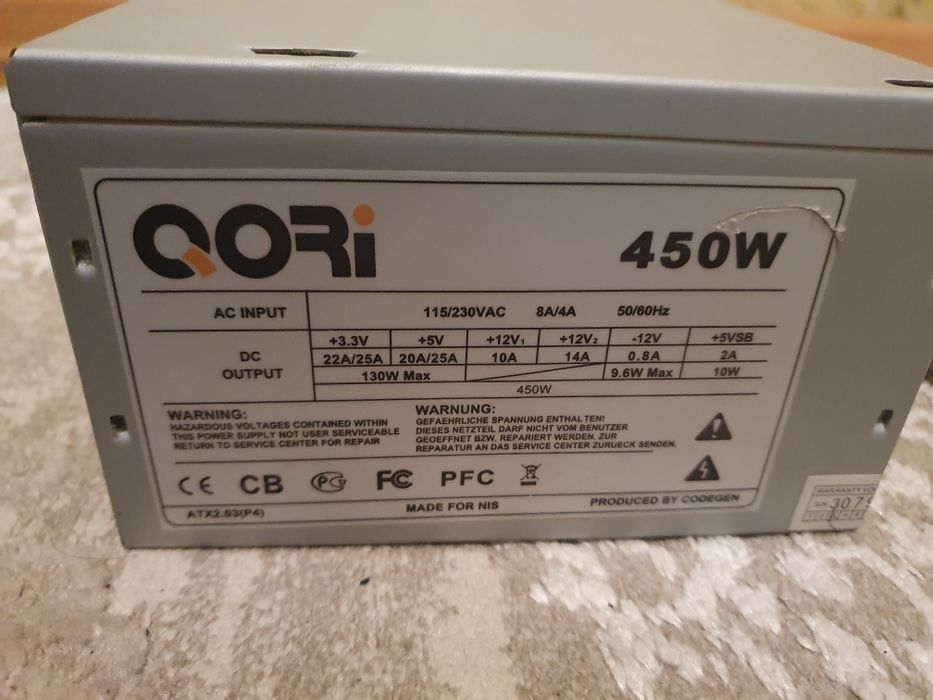 QORi
450W
AC INPUT 115/230VAC 8A/4A 50/60Hz
DC OUTPUT
+3.3V +5V +12V₁ +12V₂ -12V +5VSB
22A/25A 20A/25A 10A 14A 0.8A 2A
130W Max 9.6W Max 10W
450W
WARNING:
HAZARDOUS VOLTAGES CONTAINED WITHIN
THIS POWER SUPPLY NOT USER SERVICEABLE
RETURN TO SERVICE CENTER FOR REPAIR
WARNUNG:
GEFAEHRLICHE SPANNUNG ENTHALTEN!
DIESES NETZTEIL DARF NICHT VOM BENUTZER
GEOEFFNET BZW. REPARIERT WERDEN. ZUR
REPARATUR AN DAS SERVICE CENTER ZURUECK SENDEN.
CE CB PG FC PFC
ATX2.03(P4)
MADE FOR NIS
PRODUCED BY CODEGEN
WARRANTY
3079